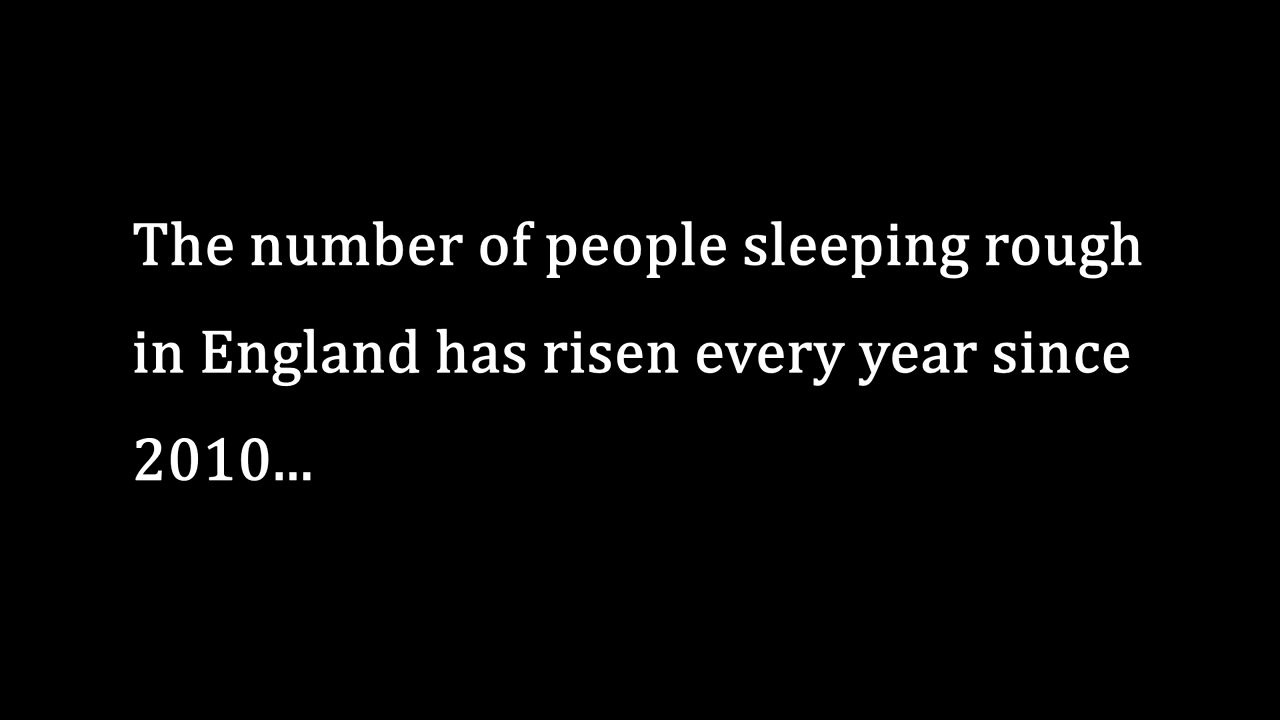 The number of people sleeping rough
in England has risen every year since
2010...